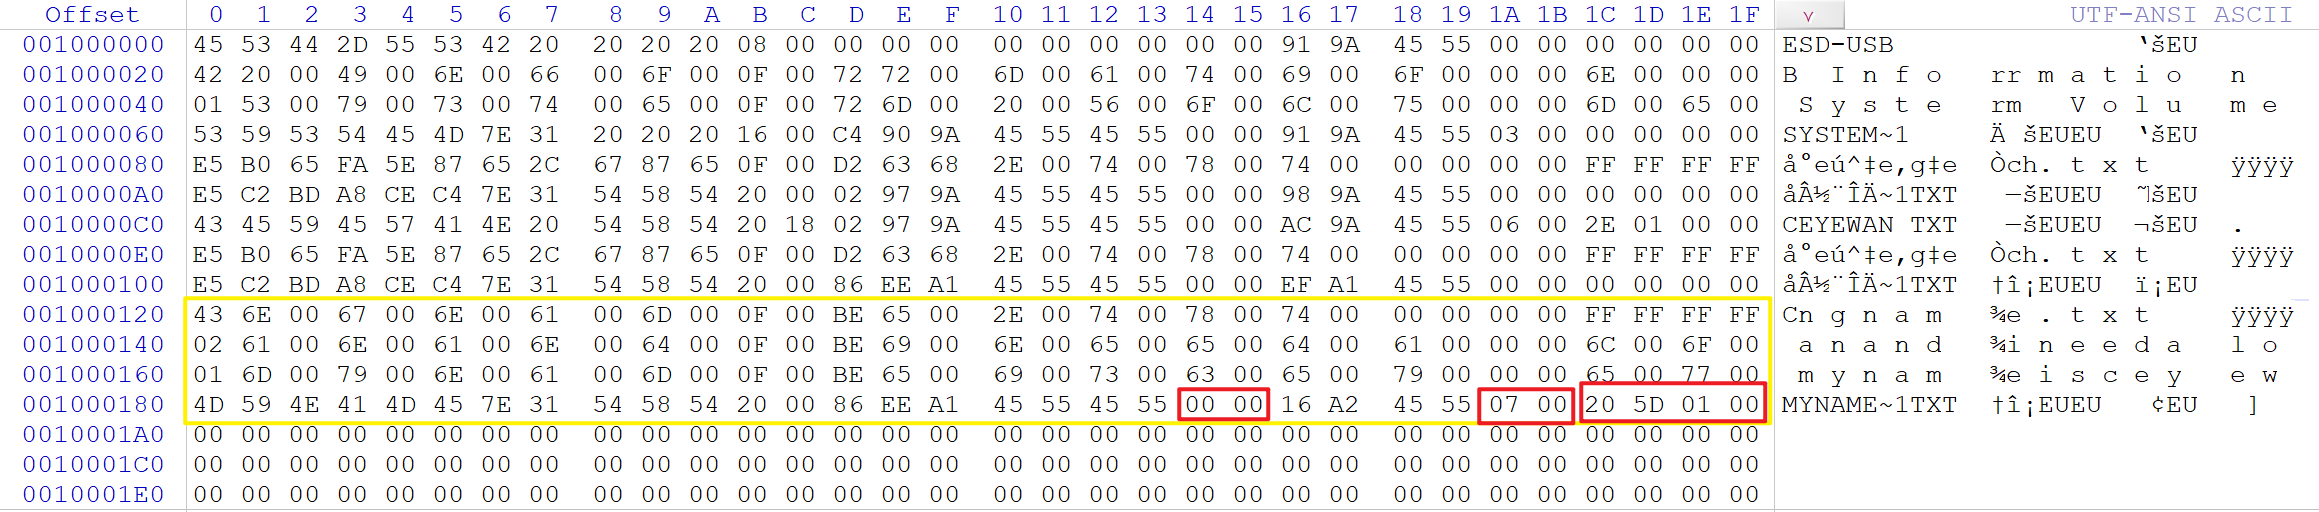 Offset 0 1 2 3 4 5 6 7 8 9 A B C D E F 10 11 12 13 14 15 16 17 18 19 1A 1B 1C 1D 1E 1F v UTF-ANSI ASCII
001000000 45 53 44 2D 55 53 42 20 20 20 20 08 00 00 00 00 00 00 00 00 00 00 91 9A 45 55 00 00 00 00 00 00 ESD-USB ‘šEU
001000020 42 20 00 49 00 6E 00 66 00 6F 00 0F 00 72 72 00 6D 00 61 00 74 00 69 00 6F 00 00 00 6E 00 00 00 B I n f o rr m a t i o n
001000040 01 53 00 79 00 73 00 74 00 65 00 0F 00 72 6D 00 20 00 56 00 6F 00 6C 00 75 00 00 00 6D 00 65 00 S y s t e rm V o l u m e
001000060 53 59 53 54 45 4D 7E 31 20 20 20 16 00 C4 90 9A 45 55 45 55 00 00 91 9A 45 55 03 00 00 00 00 00 SYSTEM~1 Ä šEUEU ‘šEU
001000080 E5 B0 65 FA 5E 87 65 2C 67 87 65 0F 00 D2 63 68 2E 00 74 00 78 00 74 00 00 00 00 00 FF FF FF FF å°eú^‡e,g‡e Òch. t x t ÿÿÿÿ
0010000A0 E5 C2 BD A8 CE C4 7E 31 54 58 54 20 00 02 97 9A 45 55 45 55 00 00 98 9A 45 55 00 00 00 00 00 00 åÂ½¨ÎÄ~1TXT —šEUEU ˜šEU
0010000C0 43 45 59 45 57 41 4E 20 54 58 54 20 18 02 97 9A 45 55 45 55 00 00 AC 9A 45 55 06 00 2E 01 00 00 CEYEWAN TXT —šEUEU ¬šEU .
0010000E0 E5 B0 65 FA 5E 87 65 2C 67 87 65 0F 00 D2 63 68 2E 00 74 00 78 00 74 00 00 00 00 00 FF FF FF FF å°eú^‡e,g‡e Òch. t x t ÿÿÿÿ
001000100 E5 C2 BD A8 CE C4 7E 31 54 58 54 20 00 86 EE A1 45 55 45 55 00 00 EF A1 45 55 00 00 00 00 00 00 åÂ½¨ÎÄ~1TXT †î¡EUEU ï¡EU
001000120 43 6E 00 67 00 6E 00 61 00 6D 00 0F 00 BE 65 00 2E 00 74 00 78 00 74 00 00 00 00 00 FF FF FF FF Cn g n a m ¾e . t x t ÿÿÿÿ
001000140 02 61 00 6E 00 61 00 6E 00 64 00 0F 00 BE 69 00 6E 00 65 00 65 00 64 00 61 00 00 00 6C 00 6F 00 a n a n d ¾i n e e d a l o
001000160 01 6D 00 79 00 6E 00 61 00 6D 00 0F 00 BE 65 00 69 00 73 00 63 00 65 00 79 00 00 00 65 00 77 00 m y n a m ¾e i s c e y e w
001000180 4D 59 4E 41 4D 45 7E 31 54 58 54 20 00 86 EE A1 45 55 45 55 00 00 16 A2 45 55 07 00 20 5D 01 00 MYNAME~1TXT †î¡EUEU ¢EU ]
0010001A0 00 00 00 00 00 00 00 00 00 00 00 00 00 00 00 00 00 00 00 00 00 00 00 00 00 00 00 00 00 00 00 00
0010001C0 00 00 00 00 00 00 00 00 00 00 00 00 00 00 00 00 00 00 00 00 00 00 00 00 00 00 00 00 00 00 00 00
0010001E0 00 00 00 00 00 00 00 00 00 00 00 00 00 00 00 00 00 00 00 00 00 00 00 00 00 00 00 00 00 00 00 00